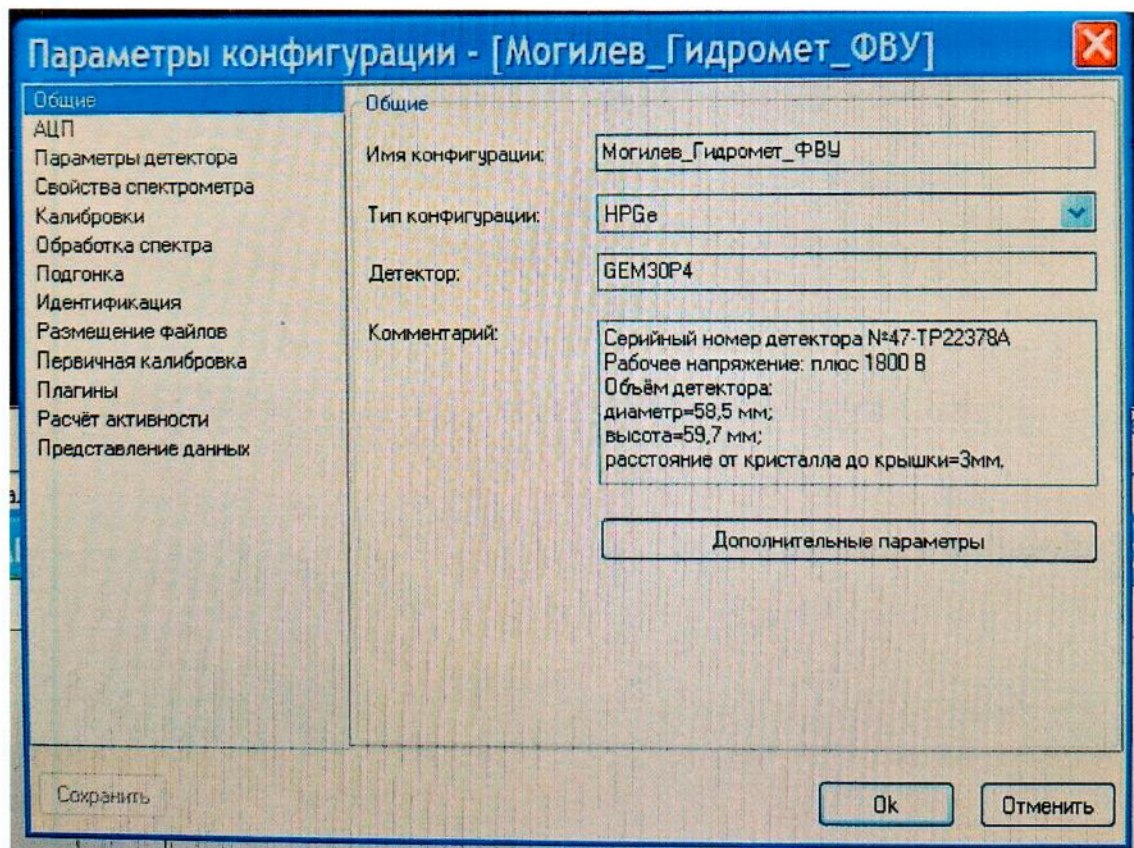 Параметры конфигурации - [Могилев_Гидромет_ФВУ]
Общие
АЦП
Параметры детектора
Свойства спектрометра
Калибровки
Обработка спектра
Подгонка
Идентификация
Размещение файлов
Первичная калибровка
Плагины
Расчёт активности
Представление данных
Общие
Имя конфигурации: Могилев_Гидромет_ФВУ
Тип конфигурации: HPGe
Детектор: GEM30P4
Комментарий: Серийный номер детектора №47-TP22378A
Рабочее напряжение: плюс 1800 В
Объём детектора:
диаметр=58,5 мм;
высота=59,7 мм;
расстояние от кристалла до крышки=3мм.
Дополнительные параметры
Сохранить
Ok
Отменить